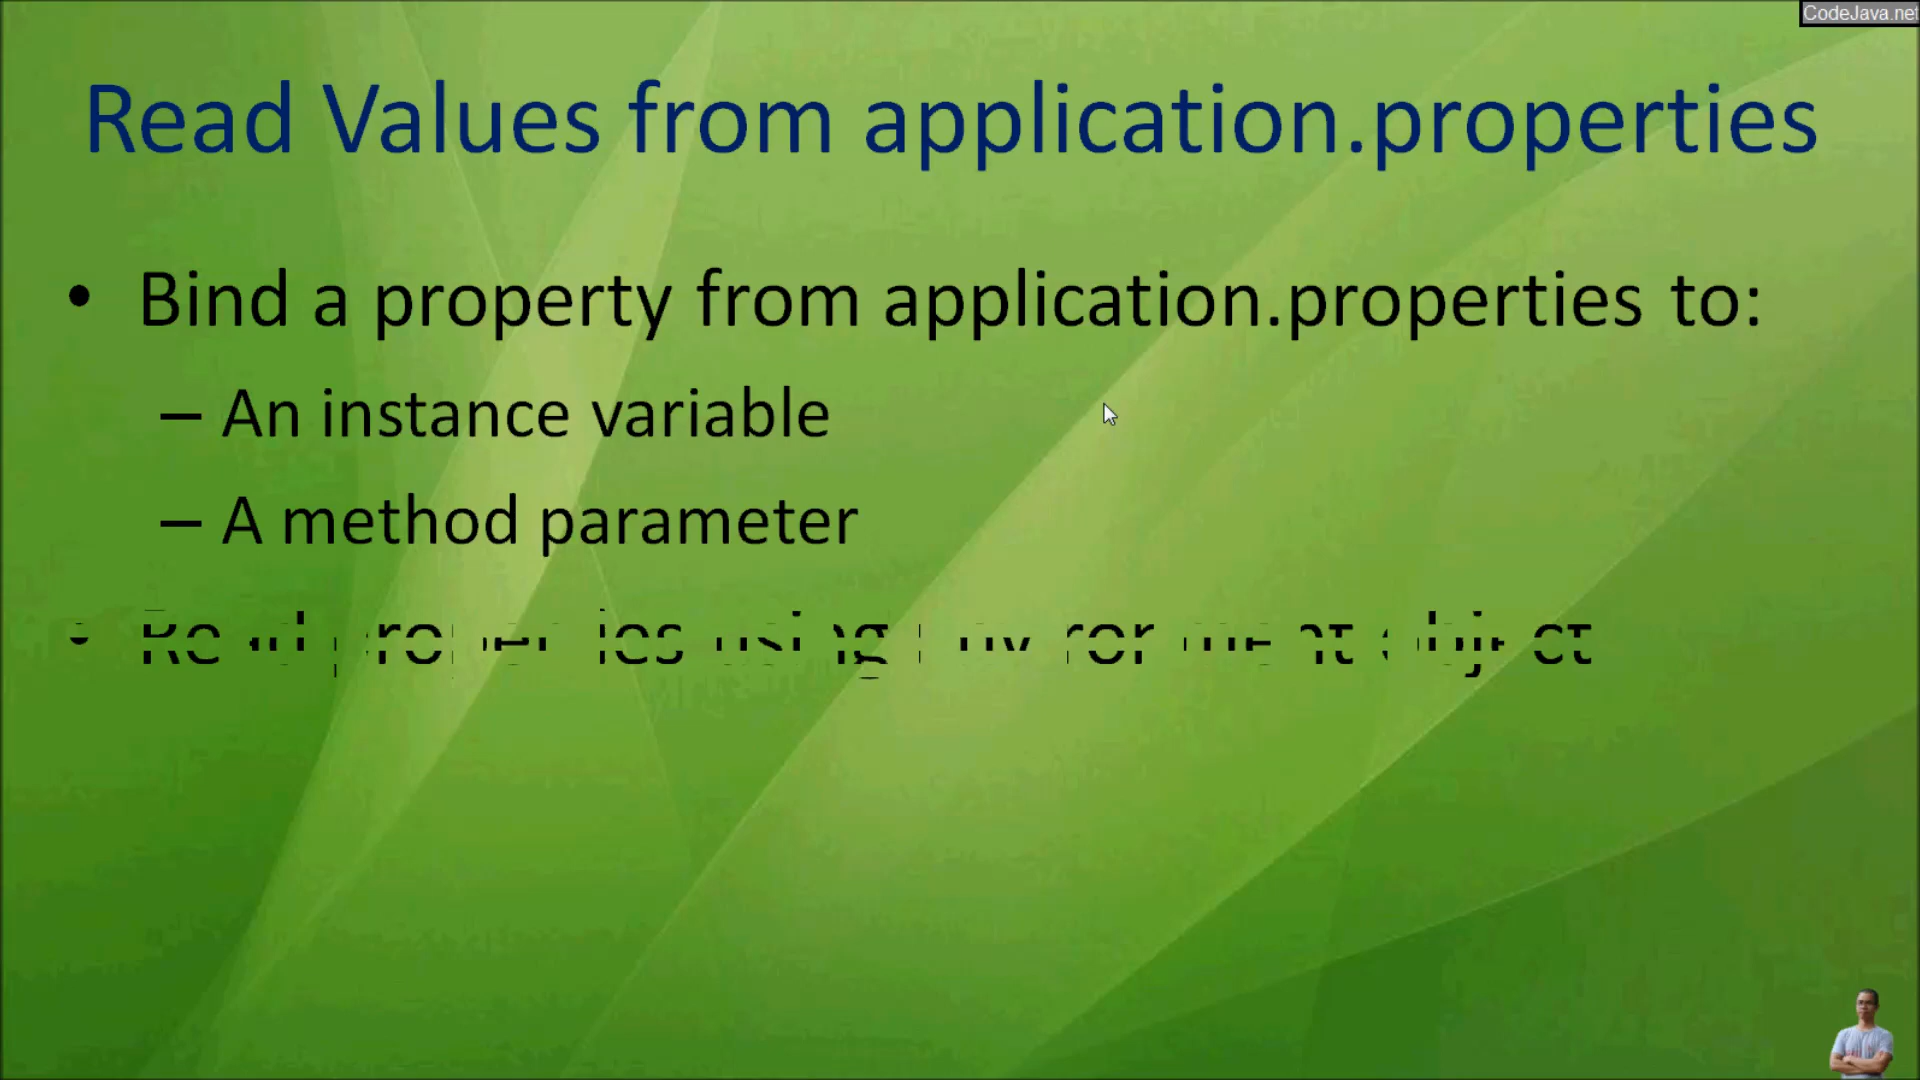 CodeJava.net
Read Values from application.properties
• Bind a property from application.properties to:
– An instance variable
– A method parameter
• Read properties using Environment object